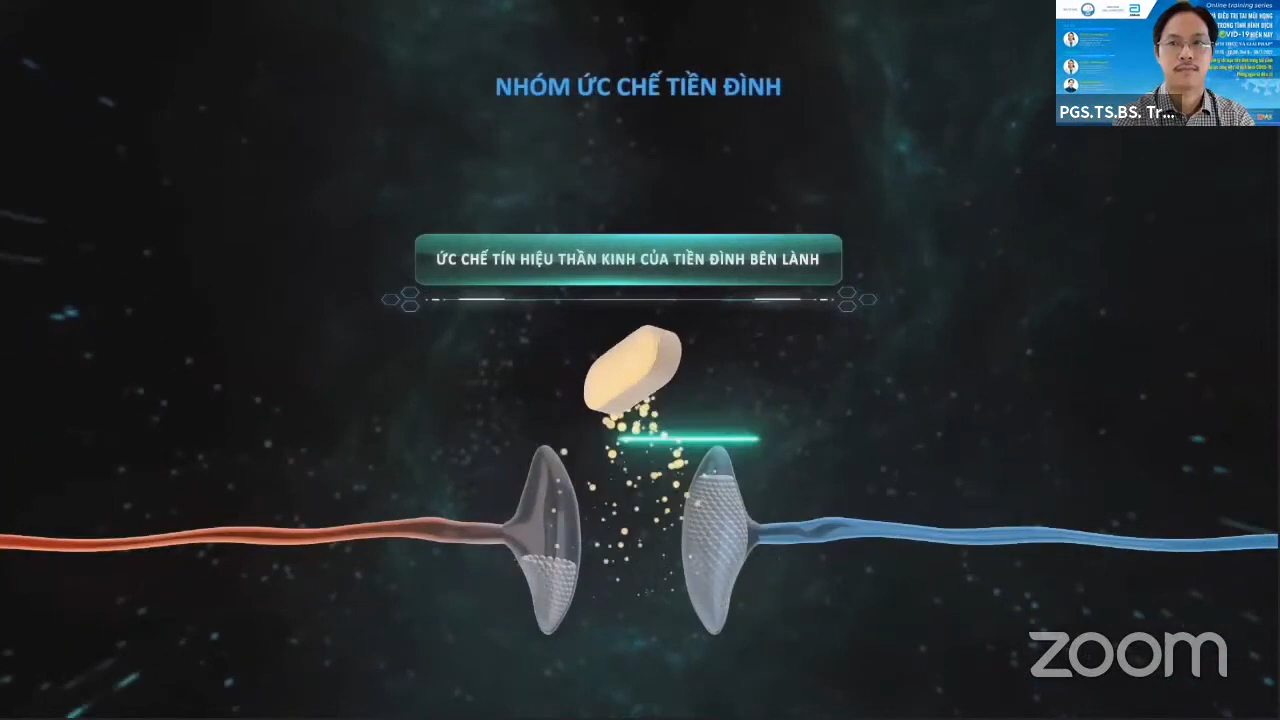 Online training series
NHÓM ỨC CHẾ TIỀN ĐÌNH
PGS.TS.BS. Tr...
ỨC CHẾ TÍN HIỆU THẦN KINH CỦA TIỀN ĐÌNH BÊN LÀNH
zoom